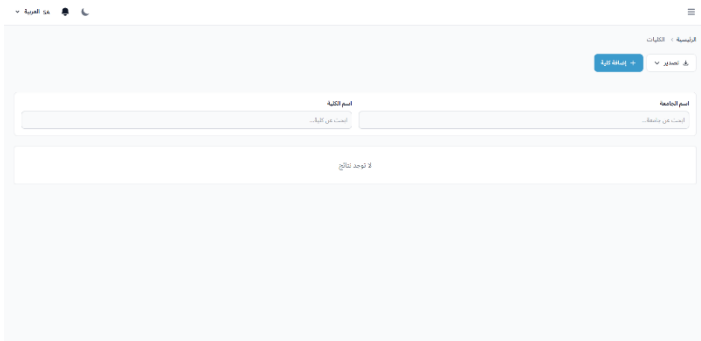 العربية
الرئيسية > الكليات
تصدير
+ إضافة كلية
اسم الجامعة
ابحث عن جامعة...
اسم الكلية
ابحث عن كلية...
لا توجد نتائج